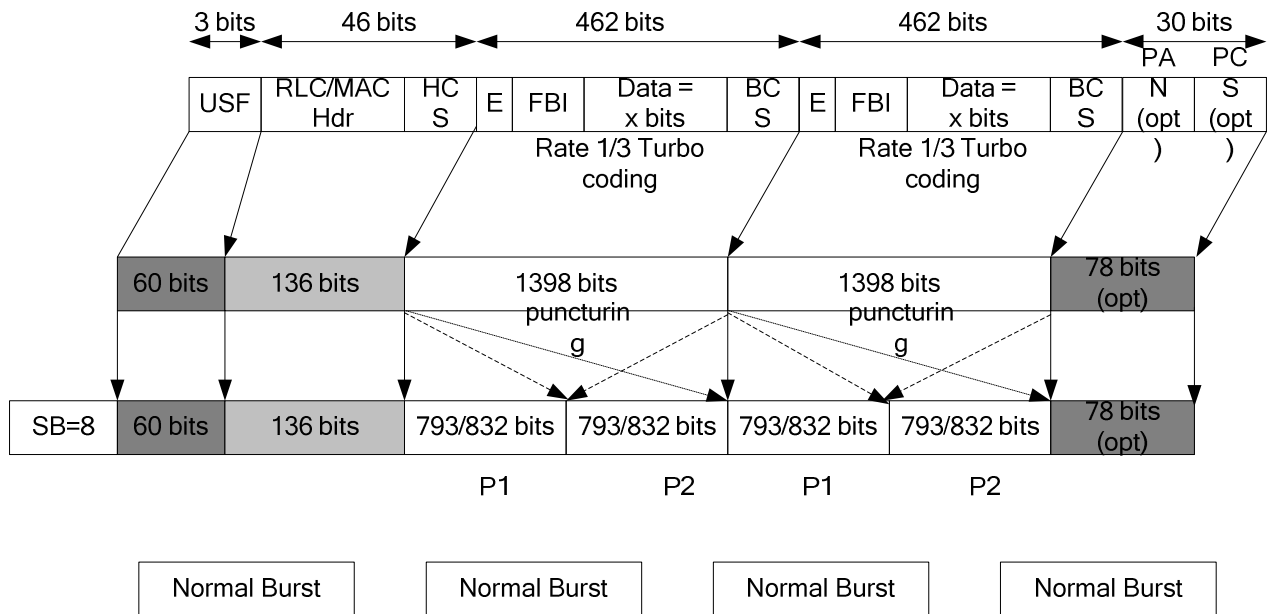 3 bits 46 bits 462 bits 462 bits 30 bits
USF
RLC/MAC
Hdr
HC
S
E
FBI
Data =
x bits
BC
S
E
FBI
Data =
x bits
BC
S
PA
N
(opt
)
PC
S
(opt
)
Rate 1/3 Turbo
coding
Rate 1/3 Turbo
coding
60 bits
136 bits
1398 bits
puncturin
g
1398 bits
puncturin
g
78 bits
(opt)
SB=8
60 bits
136 bits
793/832 bits
793/832 bits
793/832 bits
793/832 bits
78 bits
(opt)
P1 P2 P1 P2
Normal Burst Normal Burst Normal Burst Normal Burst